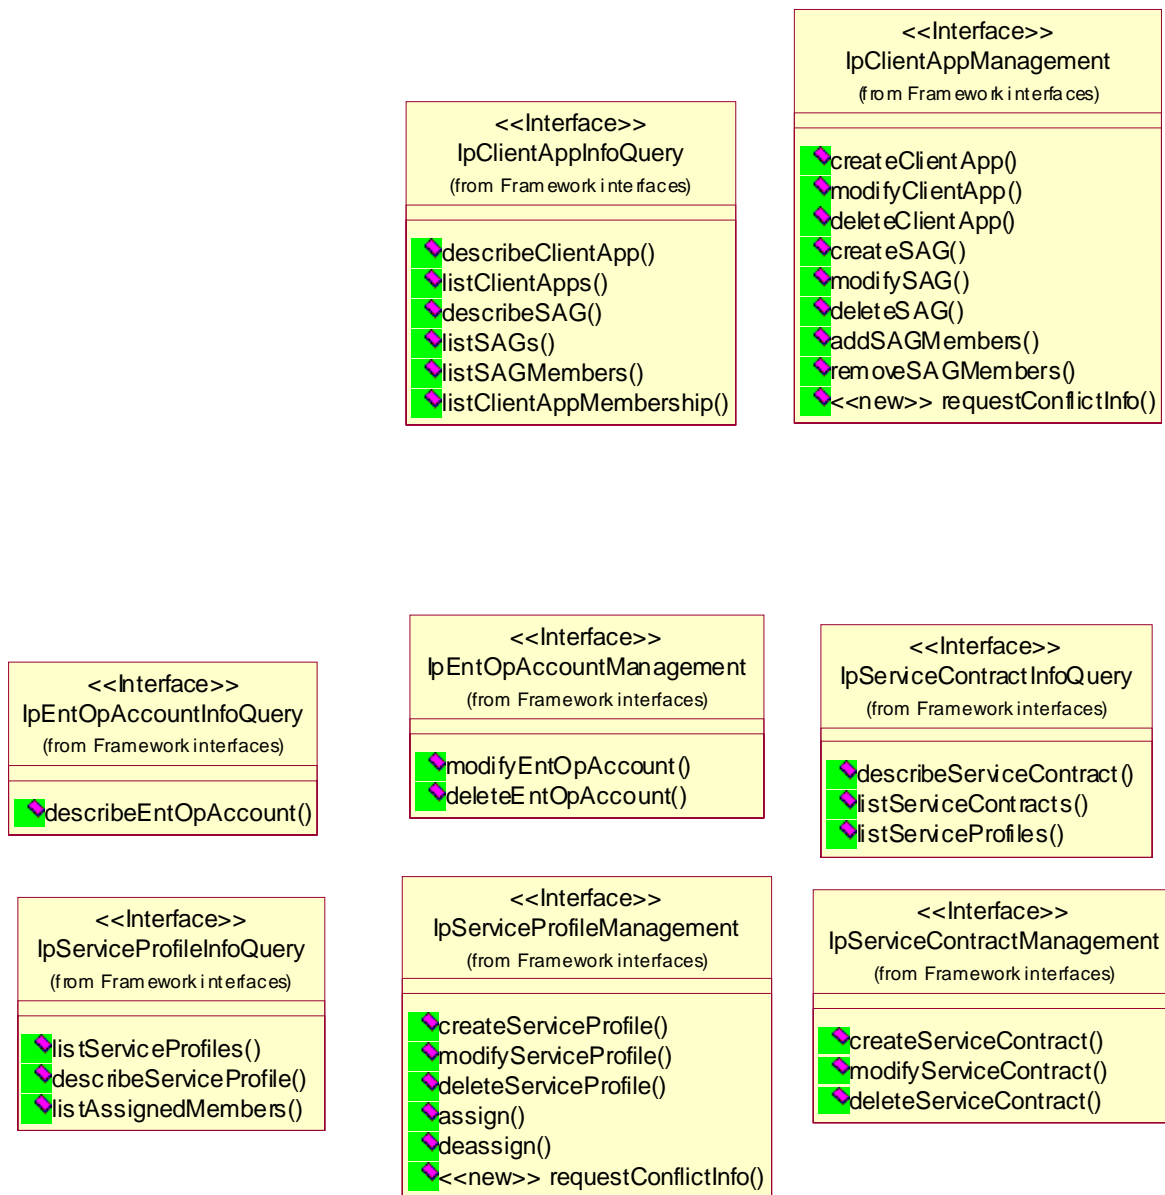 <<Interface>>
IpClientAppManagement
(from Framework interfaces)
createClientApp()
modifyClientApp()
deleteClientApp()
createSAG()
modifySAG()
deleteSAG()
addSAGMembers()
removeSAGMembers()
<<new>> requestConflictInfo()
<<Interface>>
IpClientAppInfoQuery
(from Framework interfaces)
describeClientApp()
listClientApps()
describeSAG()
listSAGs()
listSAGMembers()
listClientAppMembership()
<<Interface>>
IpEntOpAccountInfoQuery
(from Framework interfaces)
describeEntOpAccount()
<<Interface>>
IpEntOpAccountManagement
(from Framework interfaces)
modifyEntOpAccount()
deleteEntOpAccount()
<<Interface>>
IpServiceContractInfoQuery
(from Framework interfaces)
describeServiceContract()
listServiceContracts()
listServiceProfiles()
<<Interface>>
IpServiceProfileInfoQuery
(from Framework interfaces)
listServiceProfiles()
describeServiceProfile()
listAssignedMembers()
<<Interface>>
IpServiceProfileManagement
(from Framework interfaces)
createServiceProfile()
modifyServiceProfile()
deleteServiceProfile()
assign()
deassign()
<<new>> requestConflictInfo()
<<Interface>>
IpServiceContractManagement
(from Framework interfaces)
createServiceContract()
modifyServiceContract()
deleteServiceContract()